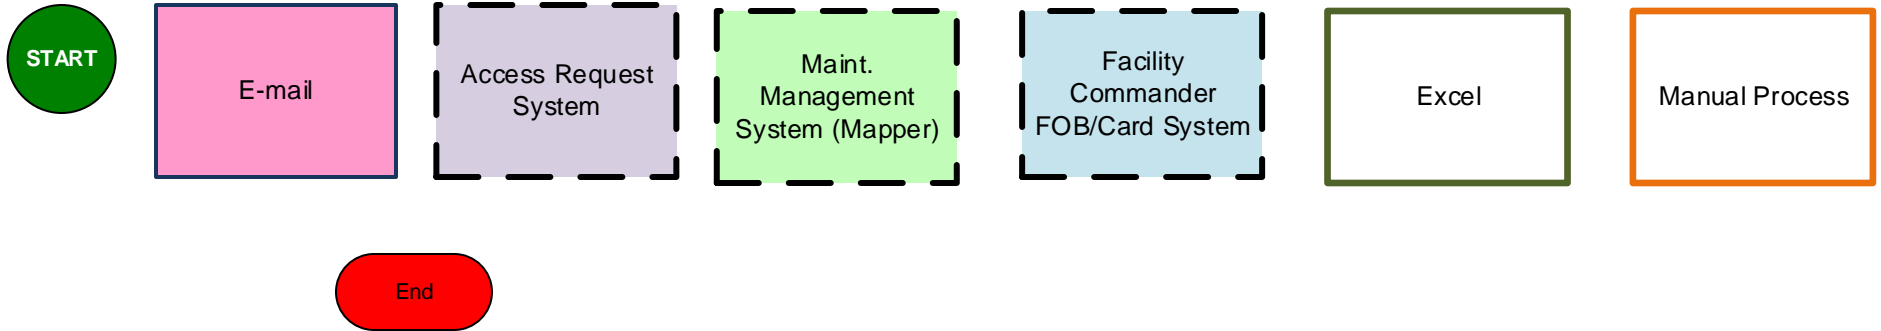 START
E-mail
Access Request
System
Maint.
Management
System (Mapper)
Facility
Commander
FOB/Card System
Excel
Manual Process
End